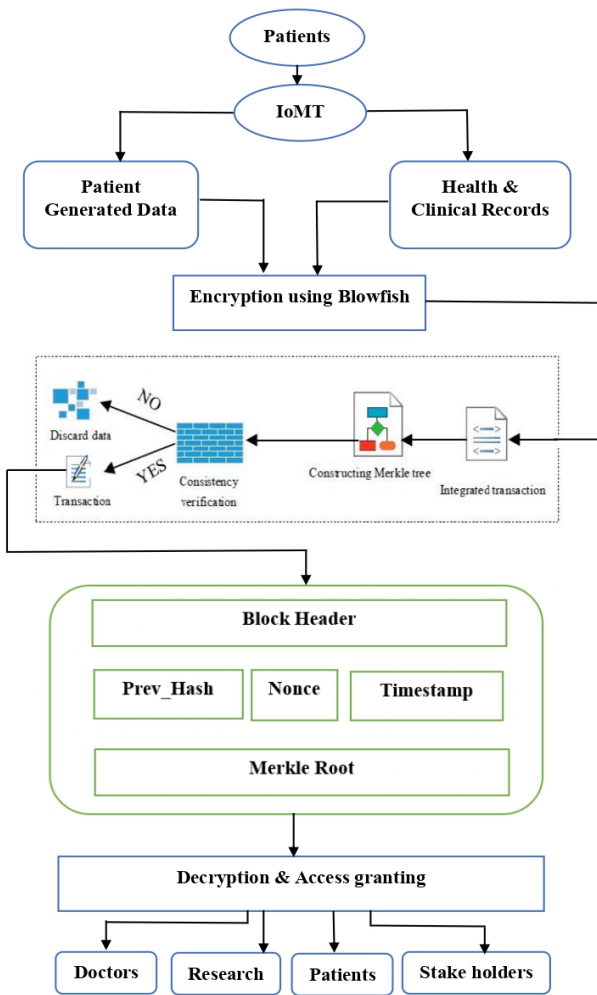 Patients
IoMT
Patient
Generated Data
Health &
Clinical Records
Encryption using Blowfish
NO
Discard data
YES
Transaction
Consistency
verification
Constructing Merkle tree
Integrated transaction
Block Header
Prev_Hash
Nonce
Timestamp
Merkle Root
Decryption & Access granting
Doctors
Research
Patients
Stake holders